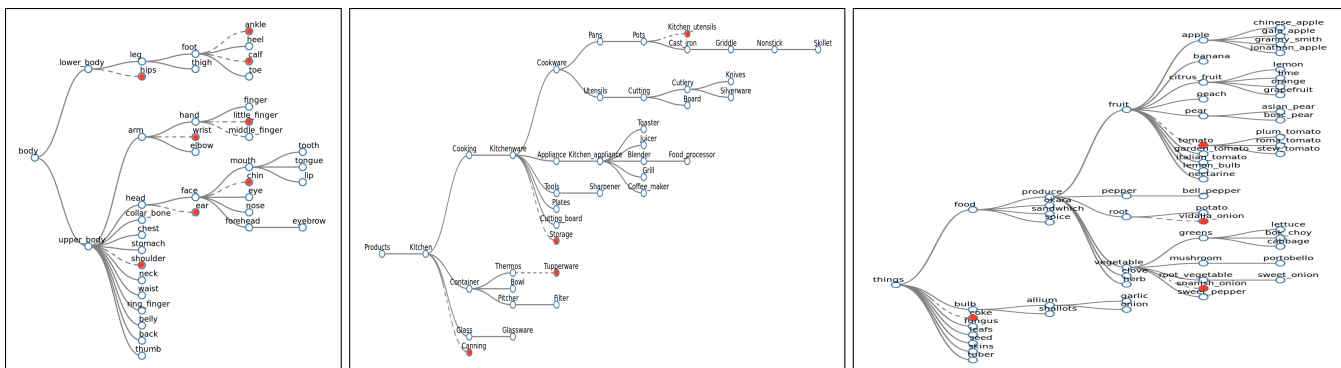 ankle
heel
foot
leg
calf
lower_body
thigh
toe
hips
finger
hand
little_finger
arm
wrist
middle_finger
elbow
body
tooth
mouth
tongue
chin
lip
face
eye
head
ear
nose
collar_bone
forehead
eyebrow
chest
upper_body
stomach
shoulder
neck
waist
ring_finger
belly
back
thumb
Kitchen_utensils
Pans
Pots
Cast_iron
Griddle
Nonstick
Skillet
Cookware
Knives
Cutlery
Utensils
Cutting
Silverware
Board
Toaster
Juicer
Cooking
Kitchenware
Appliance
Kitchen_appliance
Blender
Food_processor
Grill
Tools
Sharpener
Coffee_maker
Plates
Cutting_board
Storage
Products
Kitchen
Thermos
Tupperware
Container
Bowl
Pitcher
Filter
Glass
Glassware
Canning
chinese_apple
gala_apple
apple
granny_smith
jonathan_apple
banana
lemon
lime
citrus_fruit
orange
grapefruit
peach
fruit
asian_pear
pear
bosc_pear
plum_tomato
tomato
roma_tomato
garden_tomato
stew_tomato
italian_tomato
lemon_bulb
nectarine
produce
pepper
bell_pepper
okara
food
sandwhich
root
potato
spice
vidalia_onion
lettuce
greens
bok_choy
cabbage
vegetable
mushroom
portobello
clove
root_vegetable
sweet_onion
things
herb
spanish_onion
sweet_pepper
bulb
allium
garlic
coke
shallots
onion
fungus
leafs
seed
skins
tuber